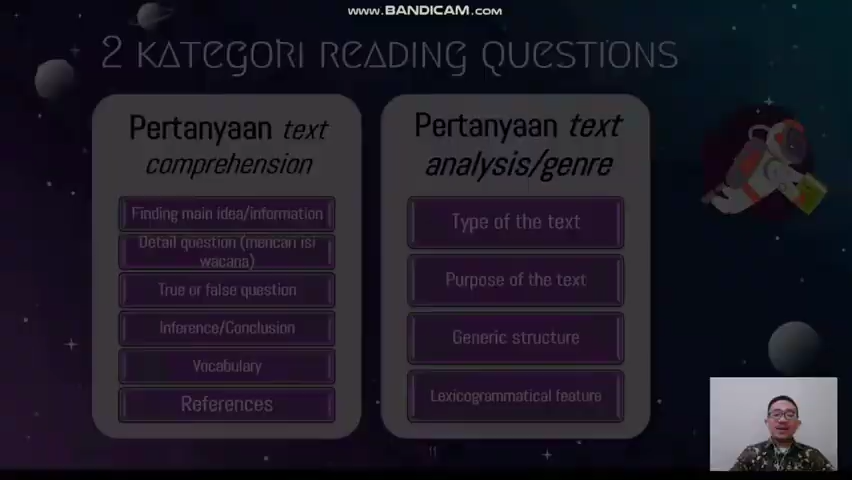 WWW.BANDICAM.COM
2 KATEGORI READING QUESTIONS
Pertanyaan text
comprehension
Finding main idea/information
Detail question (mencari isi
wacana)
True or false question
Inference/Conclusion
Vocabulary
References
Pertanyaan text
analysis/genre
Type of the text
Purpose of the text
Generic structure
Lexicogrammatical feature
11